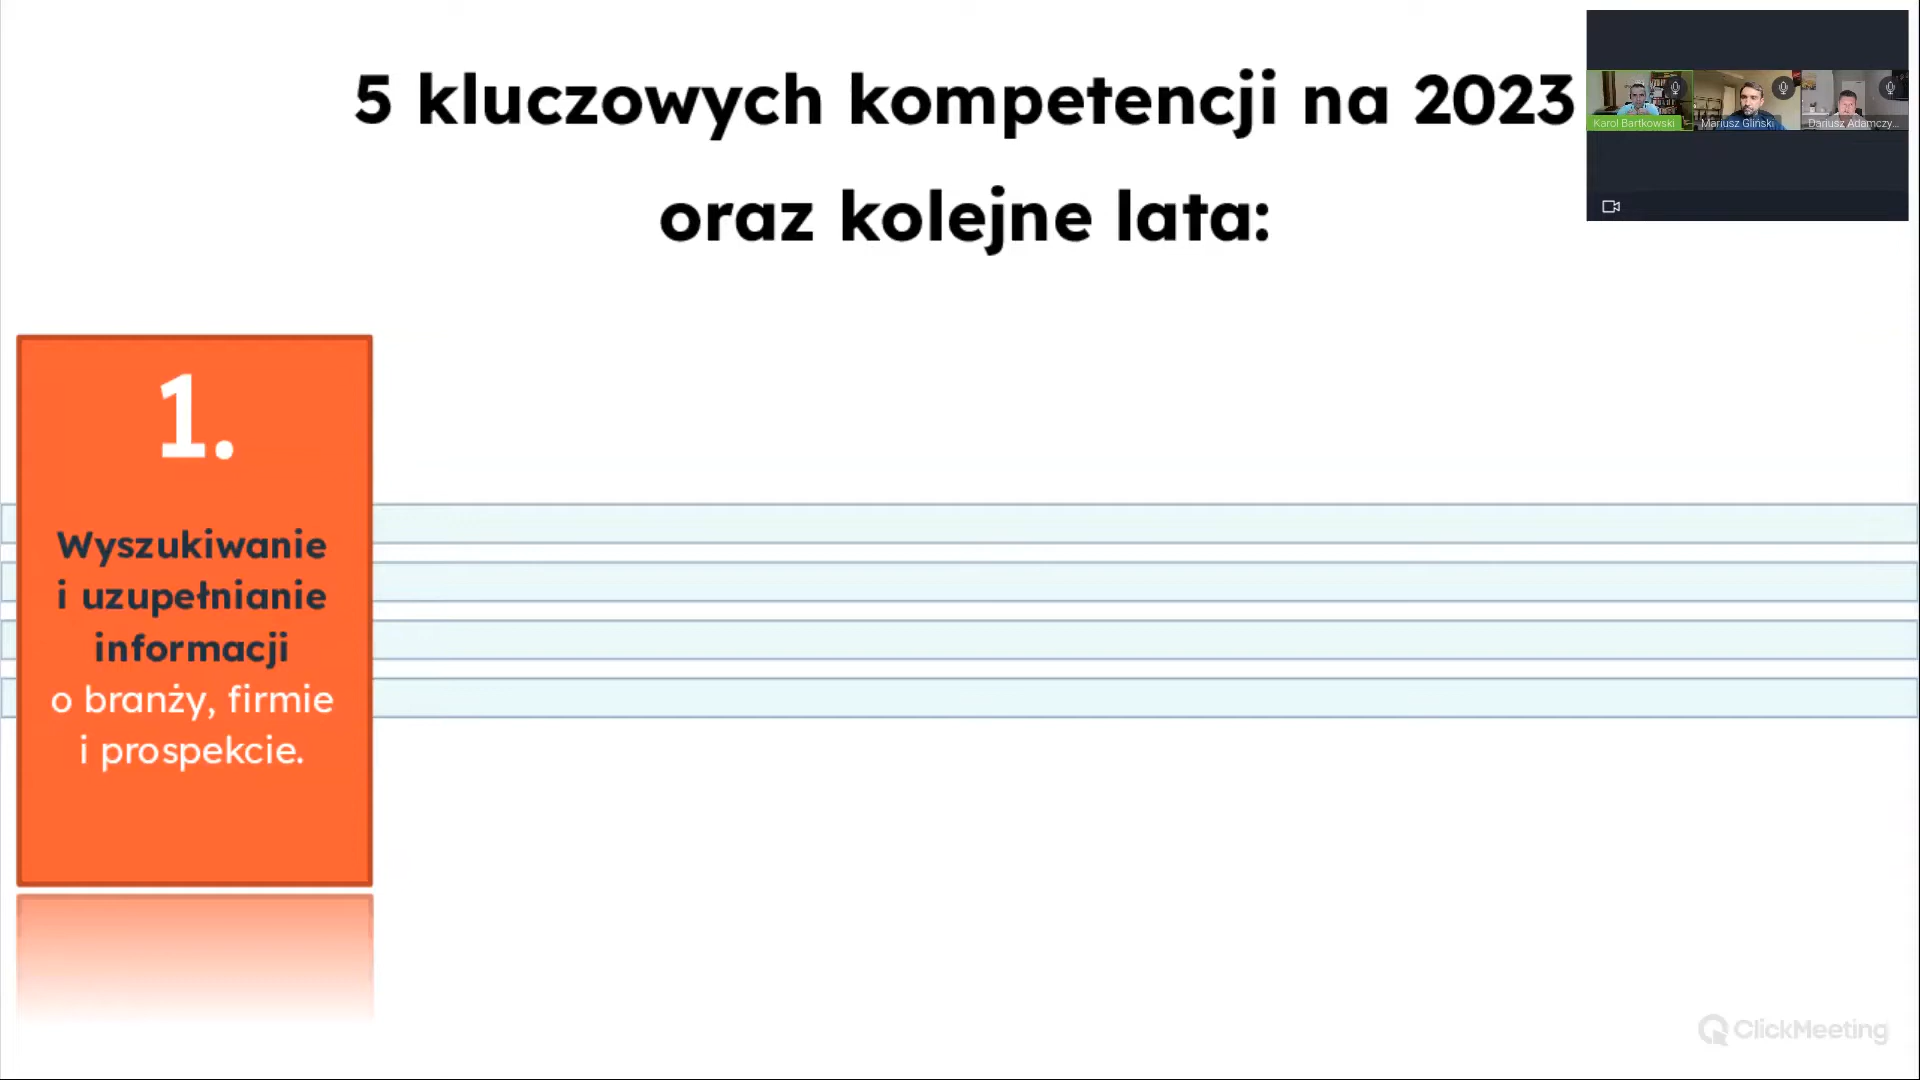 5 kluczowych kompetencji na 2023
oraz kolejne lata:
Karol Bartkowski
Mariusz Gliński
Dariusz Adamczy...
1.
Wyszukiwanie
i uzupełnianie
informacji
o branży, firmie
i prospekcie.
ClickMeeting